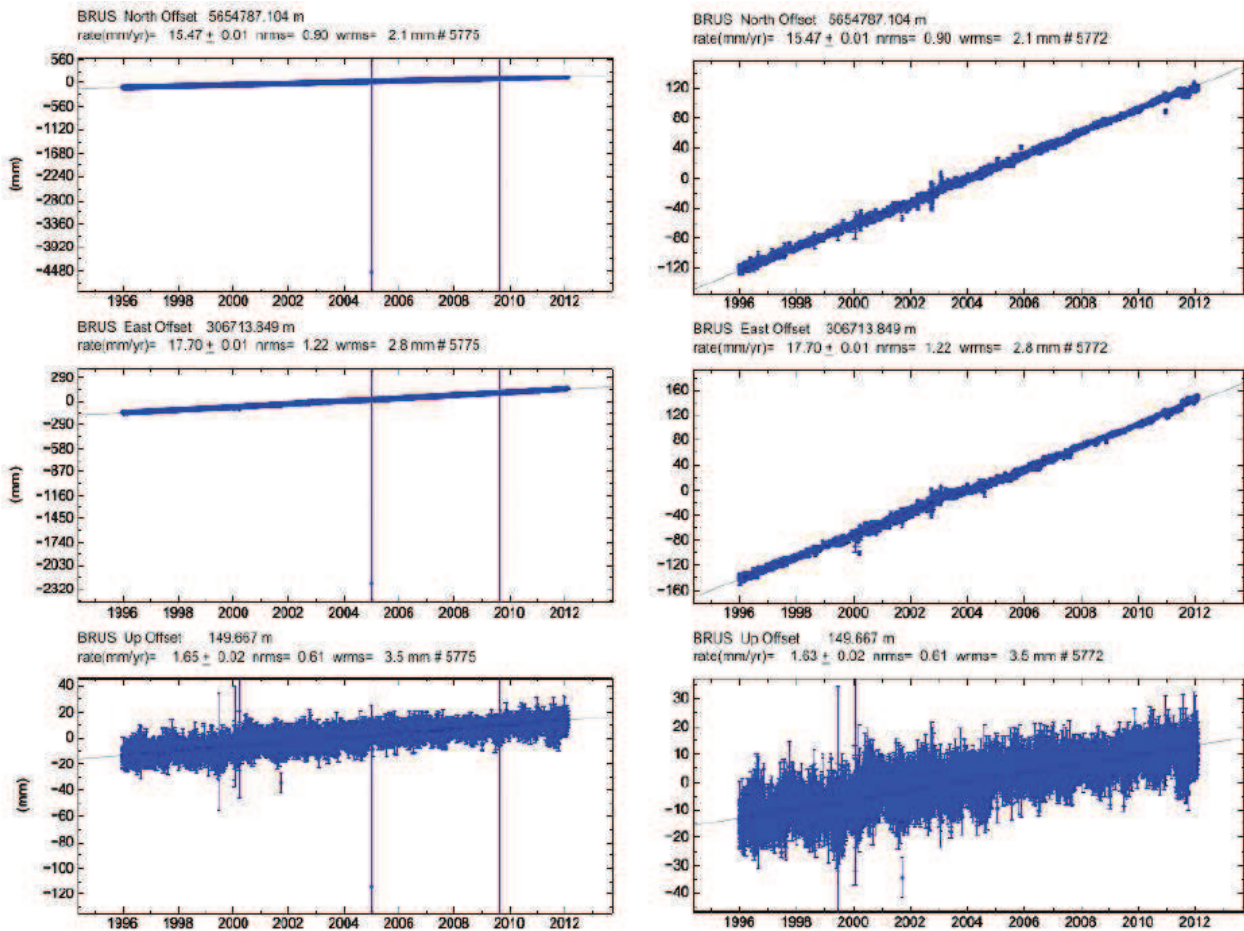 BRUS North Offset 5654787.104 m
rate(mm/yr)= 15.47 ± 0.01 nrms= 0.90 wrms= 2.1 mm # 5775
560
0
−560
−1120
−1680
−2240
−2800
−3360
−3920
−4480
(mm)
1996 1998 2000 2002 2004 2006 2008 2010 2012
BRUS East Offset 306713.849 m
rate(mm/yr)= 17.70 ± 0.01 nrms= 1.22 wrms= 2.8 mm # 5775
290
0
−290
−580
−870
−1160
−1450
−1740
−2030
−2320
(mm)
1996 1998 2000 2002 2004 2006 2008 2010 2012
BRUS Up Offset 149.667 m
rate(mm/yr)= 1.65 ± 0.02 nrms= 0.61 wrms= 3.5 mm # 5775
40
20
0
−20
−40
−60
−80
−100
−120
(mm)
1996 1998 2000 2002 2004 2006 2008 2010 2012
BRUS North Offset 5654787.104 m
rate(mm/yr)= 15.47 ± 0.01 nrms= 0.90 wrms= 2.1 mm # 5772
120
80
40
0
−40
−80
−120
1996 1998 2000 2002 2004 2006 2008 2010 2012
BRUS East Offset 306713.849 m
rate(mm/yr)= 17.70 ± 0.01 nrms= 1.22 wrms= 2.8 mm # 5772
160
120
80
40
0
−40
−80
−120
−160
1996 1998 2000 2002 2004 2006 2008 2010 2012
BRUS Up Offset 149.667 m
rate(mm/yr)= 1.63 ± 0.02 nrms= 0.61 wrms= 3.5 mm # 5772
30
20
10
0
−10
−20
−30
−40
1996 1998 2000 2002 2004 2006 2008 2010 2012